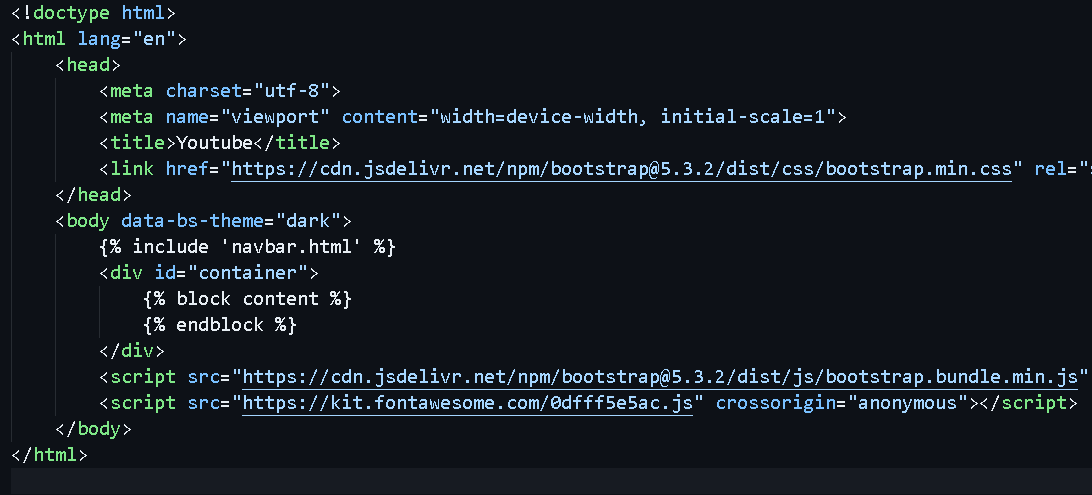 <!doctype html>
<html lang="en">
    <head>
        <meta charset="utf-8">
        <meta name="viewport" content="width=device-width, initial-scale=1">
        <title>Youtube</title>
        <link href="https://cdn.jsdelivr.net/npm/bootstrap@5.3.2/dist/css/bootstrap.min.css" rel="
    </head>
    <body data-bs-theme="dark">
        {% include 'navbar.html' %}
        <div id="container">
            {% block content %}
            {% endblock %}
        </div>
        <script src="https://cdn.jsdelivr.net/npm/bootstrap@5.3.2/dist/js/bootstrap.bundle.min.js"
        <script src="https://kit.fontawesome.com/0dfff5e5ac.js" crossorigin="anonymous"></script>
    </body>
</html>